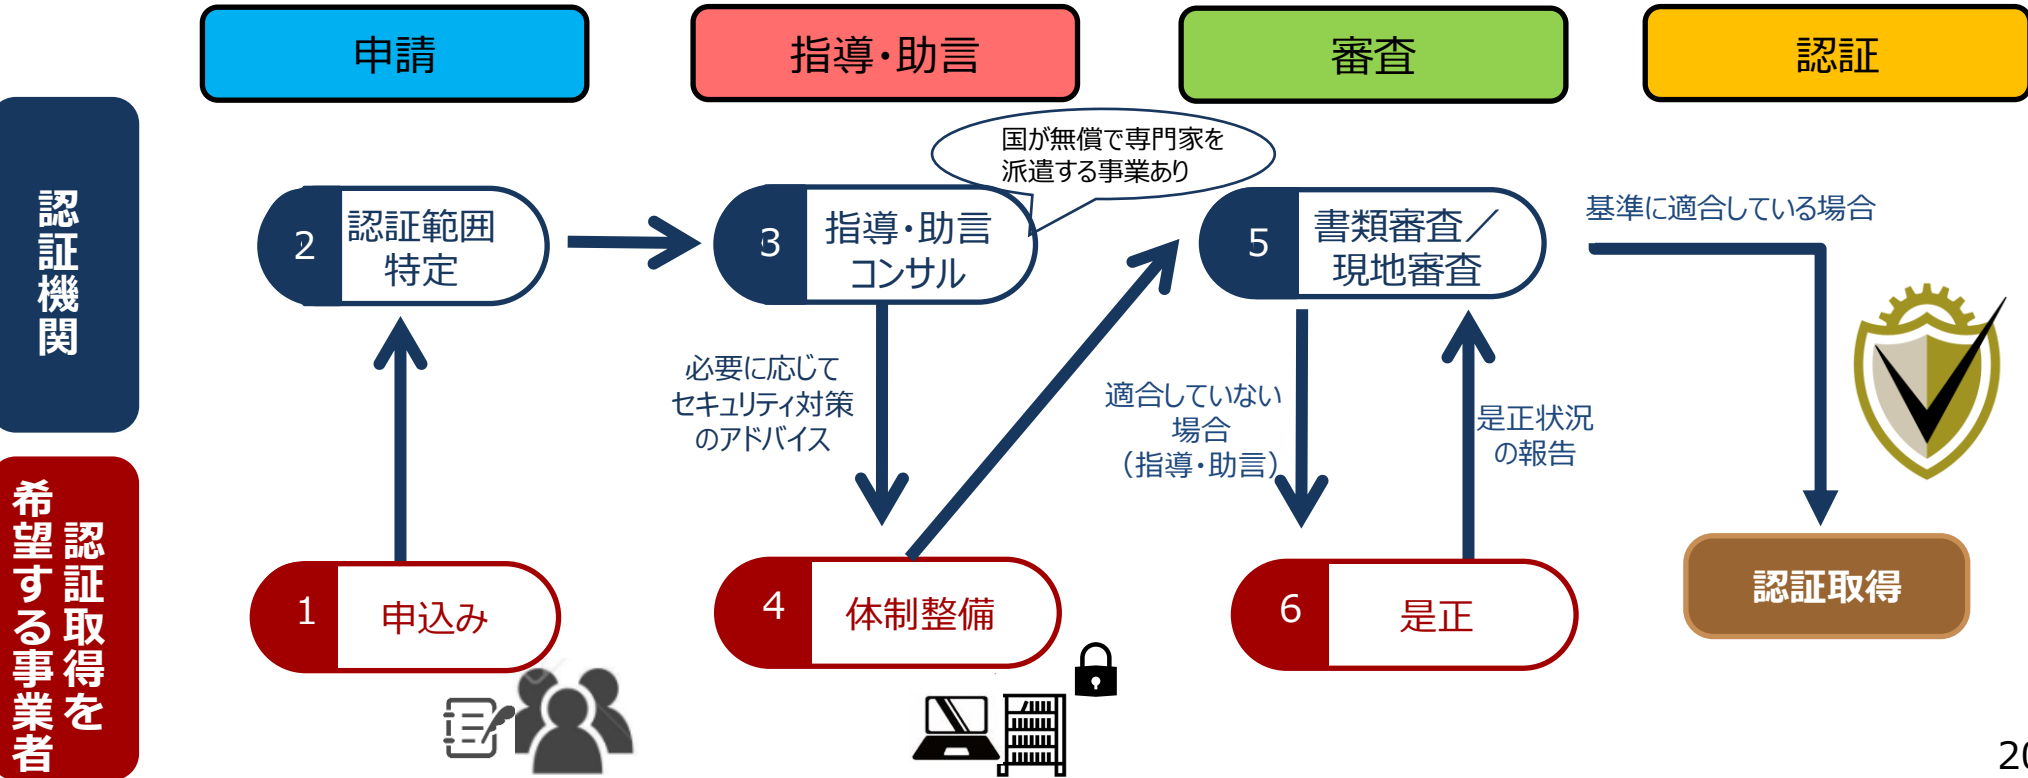 申請
指導・助言
審査
認証
認証機関
国が無償で専門家を
派遣する事業あり
2
認証範囲
特定
3
指導・助言
コンサル
5
書類審査／
現地審査
基準に適合している場合
必要に応じて
セキュリティ対策
のアドバイス
適合していない
場合
（指導・助言）
是正状況
の報告
認証取得を
希望する事業者
1
申込み
4
体制整備
6
是正
認証取得
20